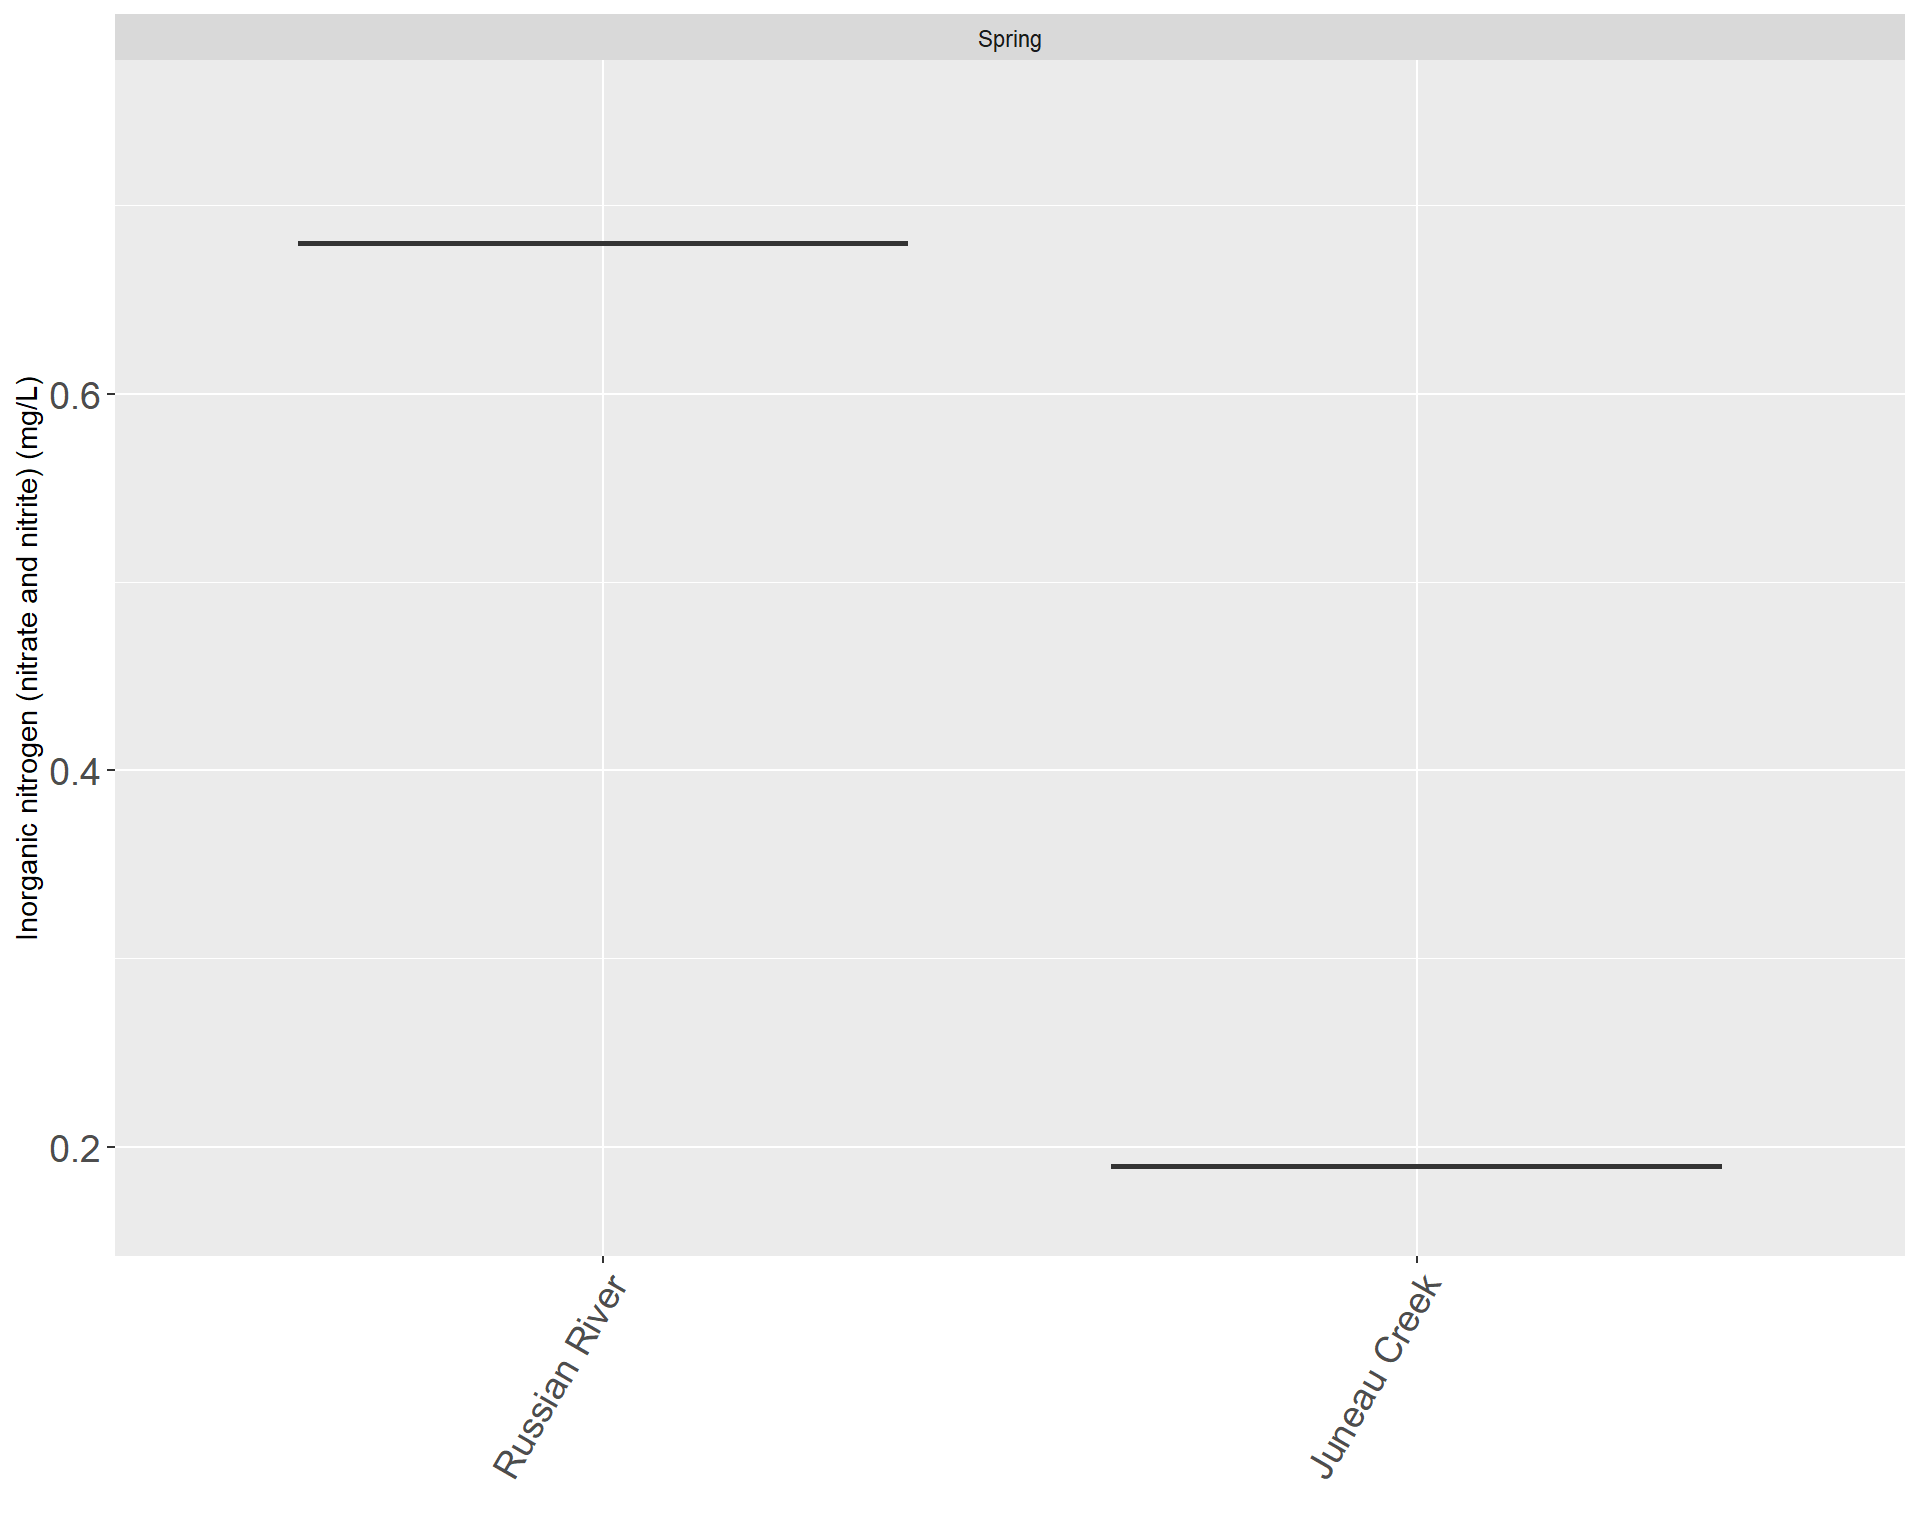 Spring
Inorganic nitrogen (nitrate and nitrite) (mg/L)
0.6
0.4
0.2
Russian River
Juneau Creek